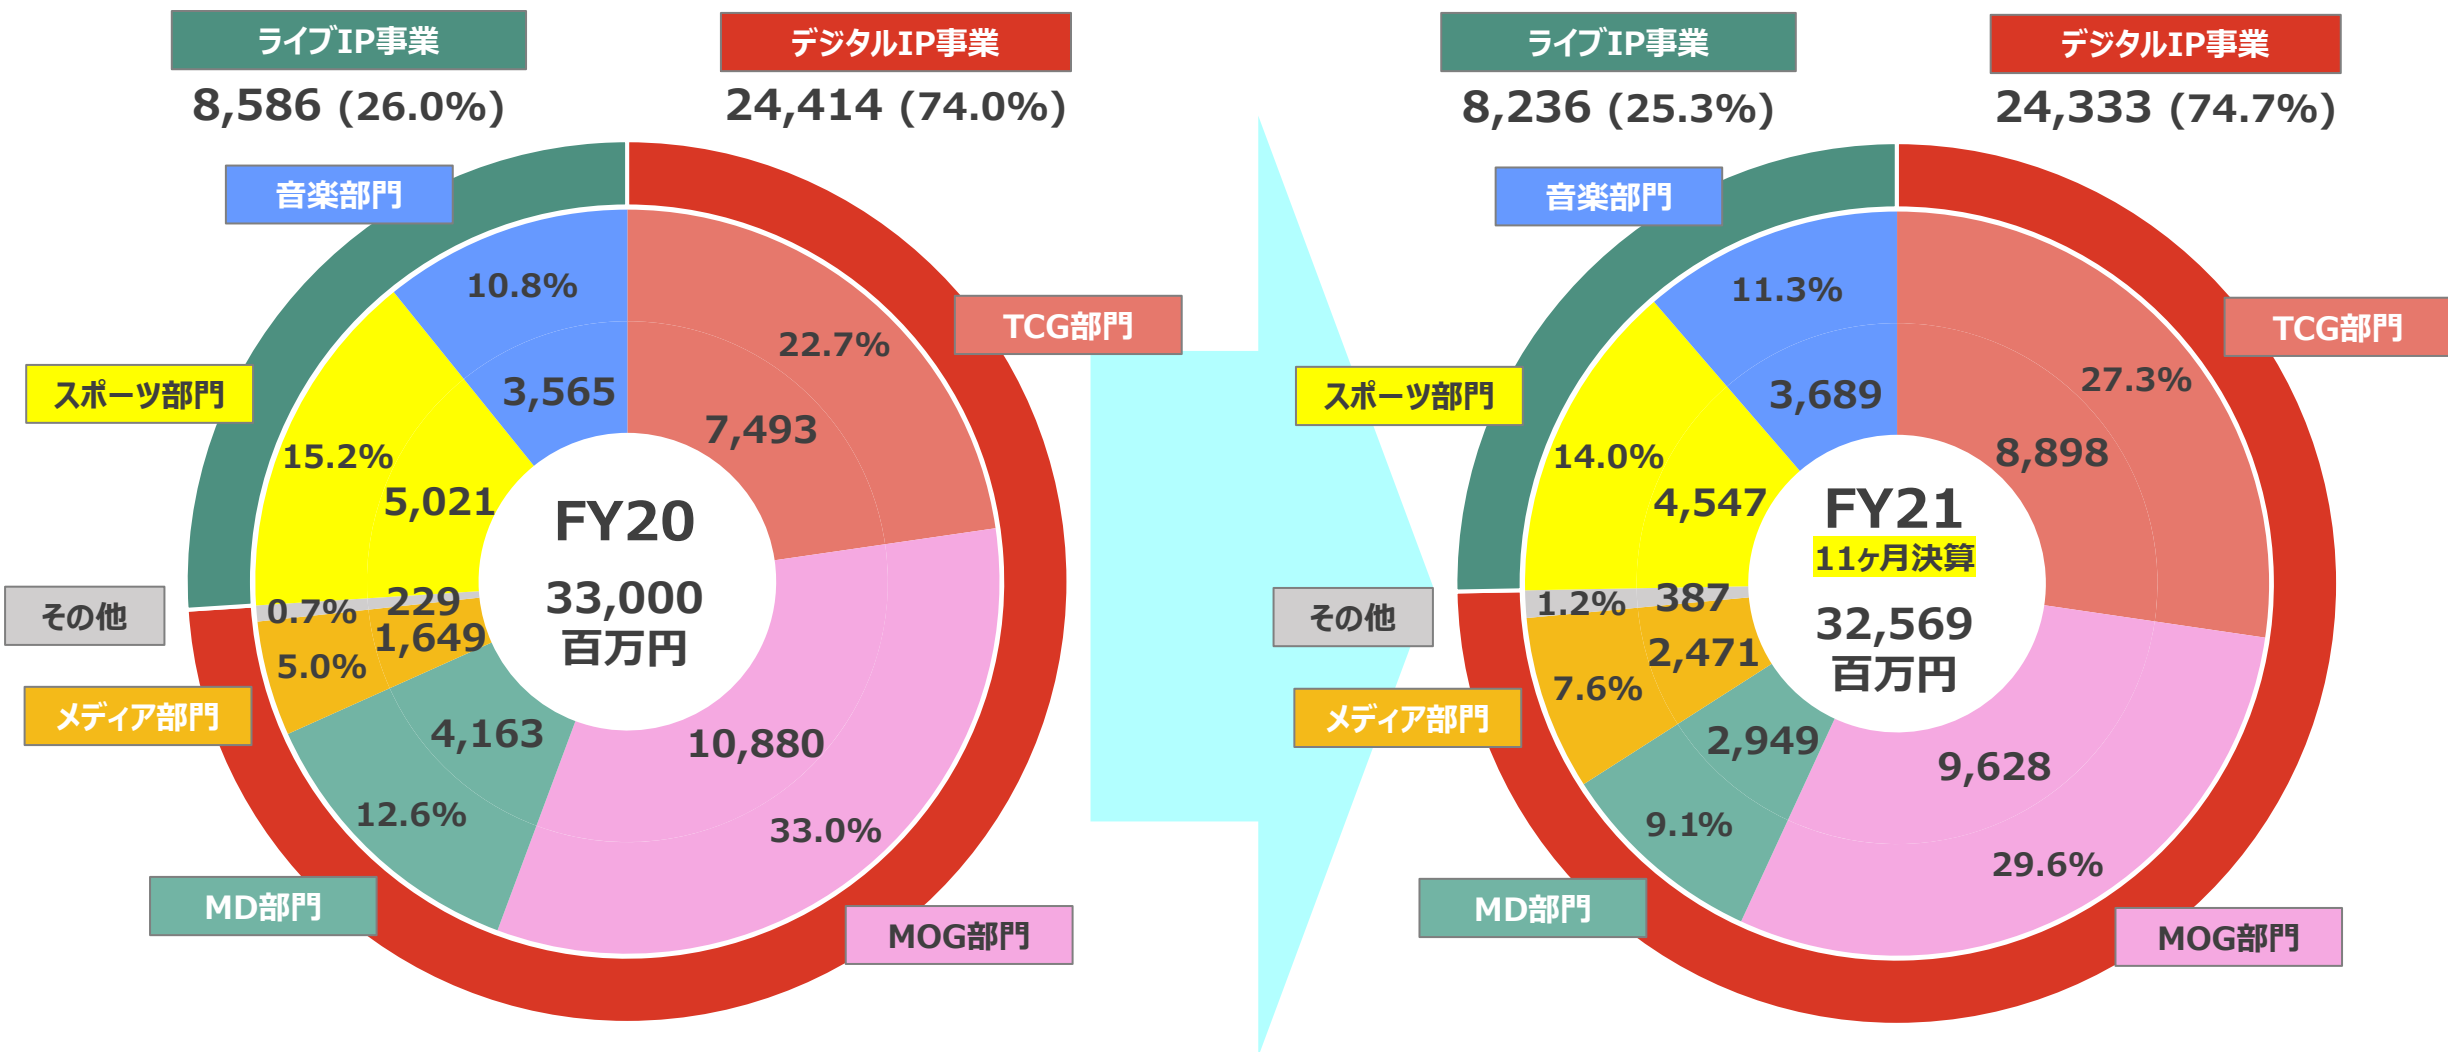 ライブIP事業
8,586 (26.0%)
デジタルIP事業
24,414 (74.0%)
音楽部門
10.8%
3,565
TCG部門
22.7%
7,493
スポーツ部門
15.2%
5,021
FY20
33,000
百万円
その他
0.7%
229
メディア部門
5.0%
1,649
MD部門
12.6%
4,163
MOG部門
33.0%
10,880
ライブIP事業
8,236 (25.3%)
デジタルIP事業
24,333 (74.7%)
音楽部門
11.3%
3,689
TCG部門
27.3%
8,898
スポーツ部門
14.0%
4,547
FY21
11ヶ月決算
32,569
百万円
その他
1.2%
387
メディア部門
7.6%
2,471
MD部門
9.1%
2,949
MOG部門
29.6%
9,628